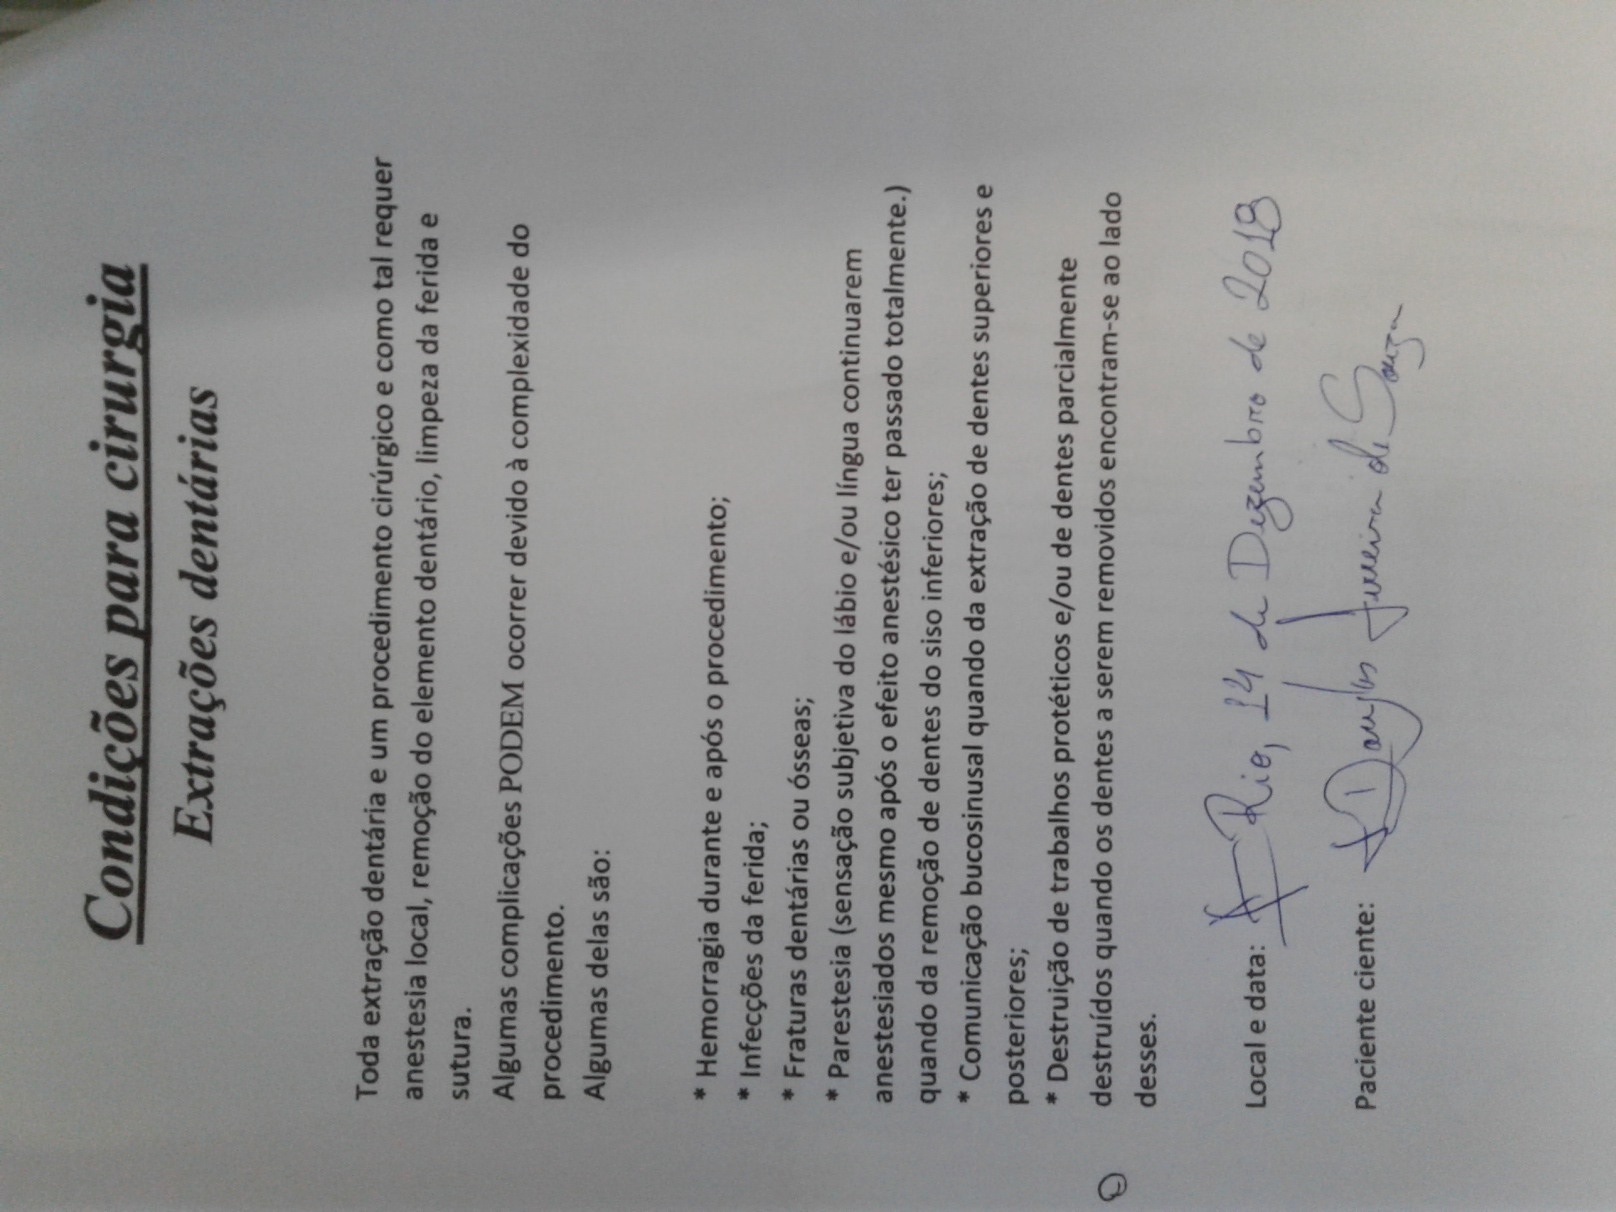 Condições para cirurgia
Extrações dentárias
Toda extração dentária e um procedimento cirúrgico e como tal requer
anestesia local, remoção do elemento dentário, limpeza da ferida e
sutura.
Algumas complicações PODEM ocorrer devido à complexidade do
procedimento.
Algumas delas são:
* Hemorragia durante e após o procedimento;
* Infecções da ferida;
* Fraturas dentárias ou ósseas;
* Parestesia (sensação subjetiva do lábio e/ou língua continuarem
anestesiados mesmo após o efeito anestésico ter passado totalmente.)
quando da remoção de dentes do siso inferiores;
* Comunicação bucosinusal quando da extração de dentes superiores e
posteriores;
* Destruição de trabalhos protéticos e/ou de dentes parcialmente
destruídos quando os dentes a serem removidos encontram-se ao lado
desses.
Local e data: Rio, 14 de Dezembro de 2018
Paciente ciente: Douglas Ferreira de Souza